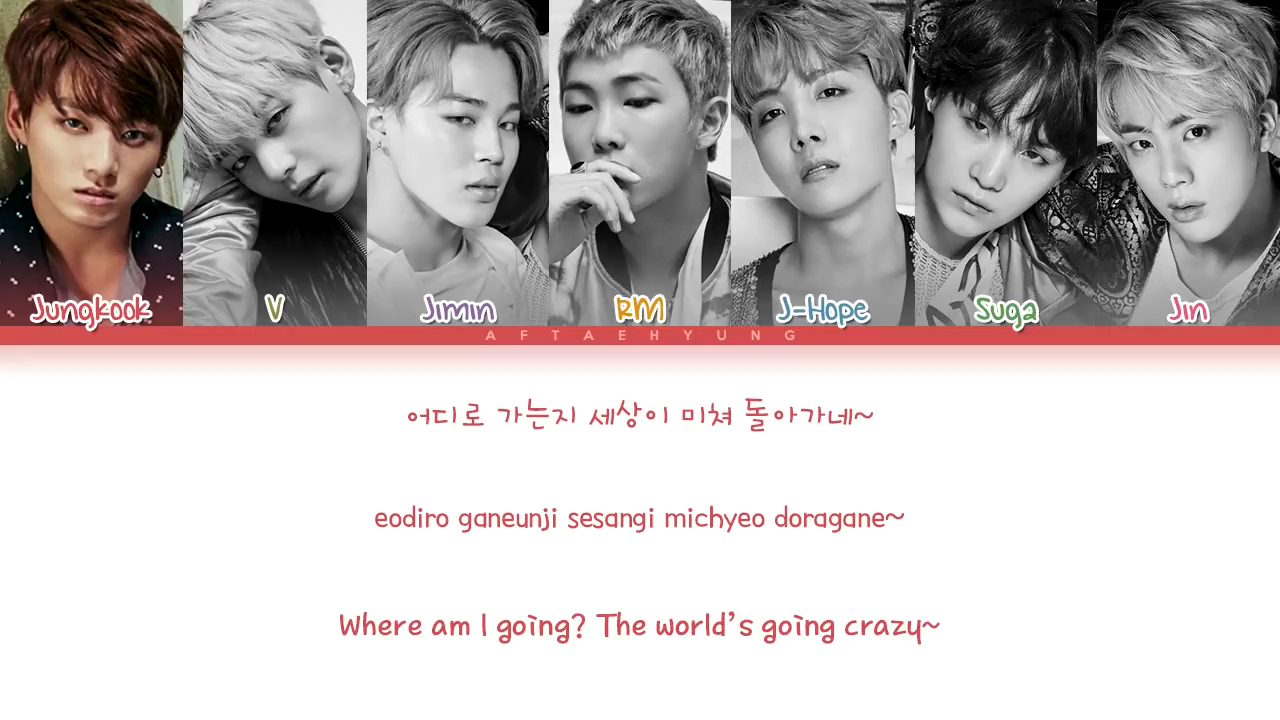 Jungkook V Jimin RM J-Hope Suga Jin
AFTAEHYUNG
어디로 가는지 세상이 미쳐 돌아가네~
eodiro ganeunji sesangi michyeo doragane~
Where am I going? The world's going crazy~